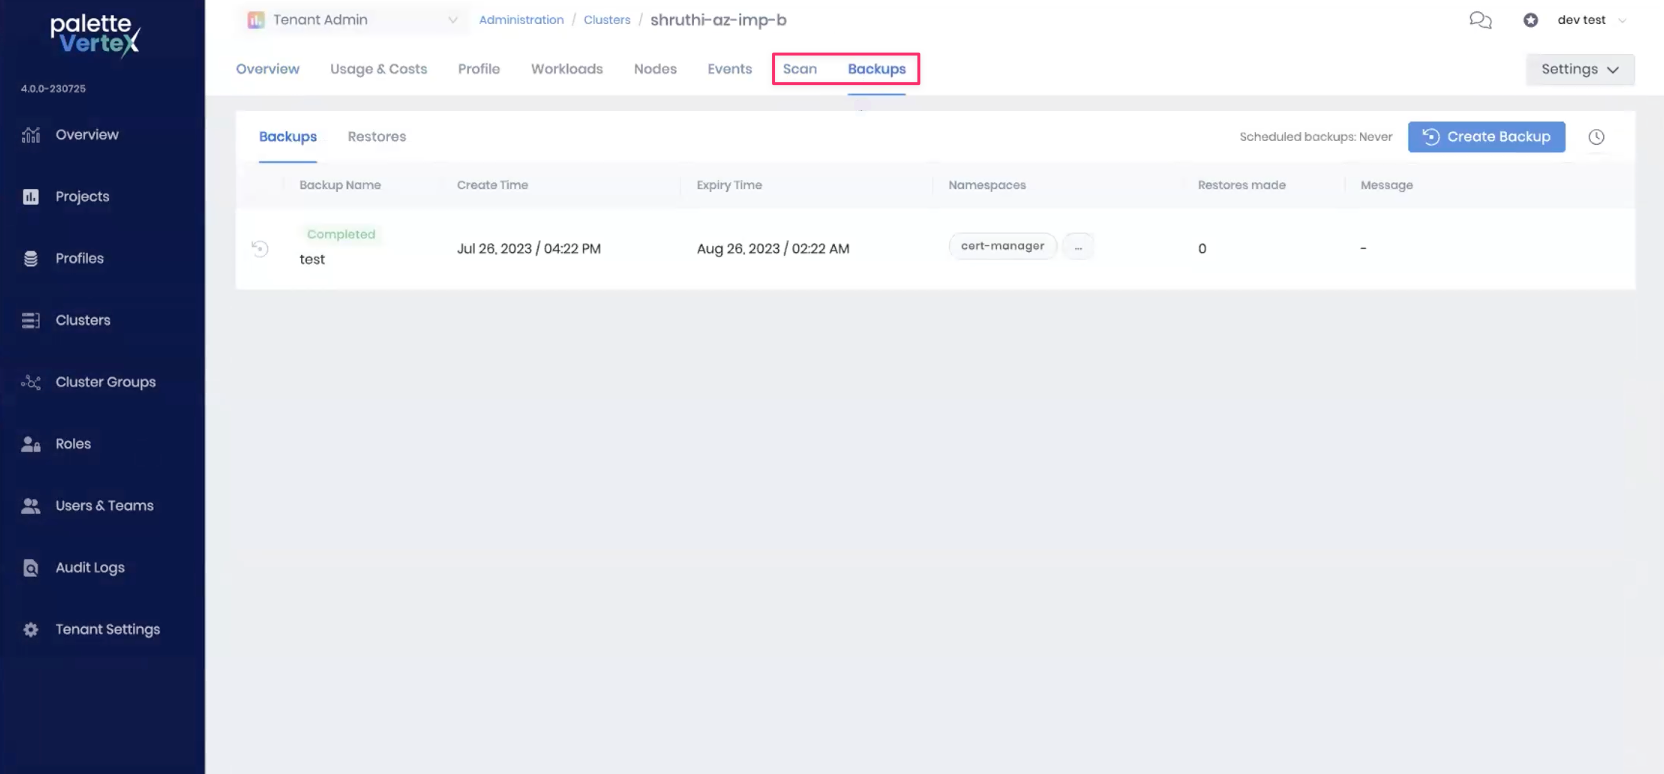 palette
VerteX
4.0.0-230725
Overview
Projects
Profiles
Clusters
Cluster Groups
Roles
Users & Teams
Audit Logs
Tenant Settings
Tenant Admin
Administration / Clusters / shruthi-az-imp-b
dev test
Overview Usage & Costs Profile Workloads Nodes Events Scan Backups
Settings
Backups Restores
Scheduled backups: Never
Create Backup
Backup Name Create Time Expiry Time Namespaces Restores made Message
Completed
test
Jul 26, 2023 / 04:22 PM Aug 26, 2023 / 02:22 AM cert-manager ... 0 -